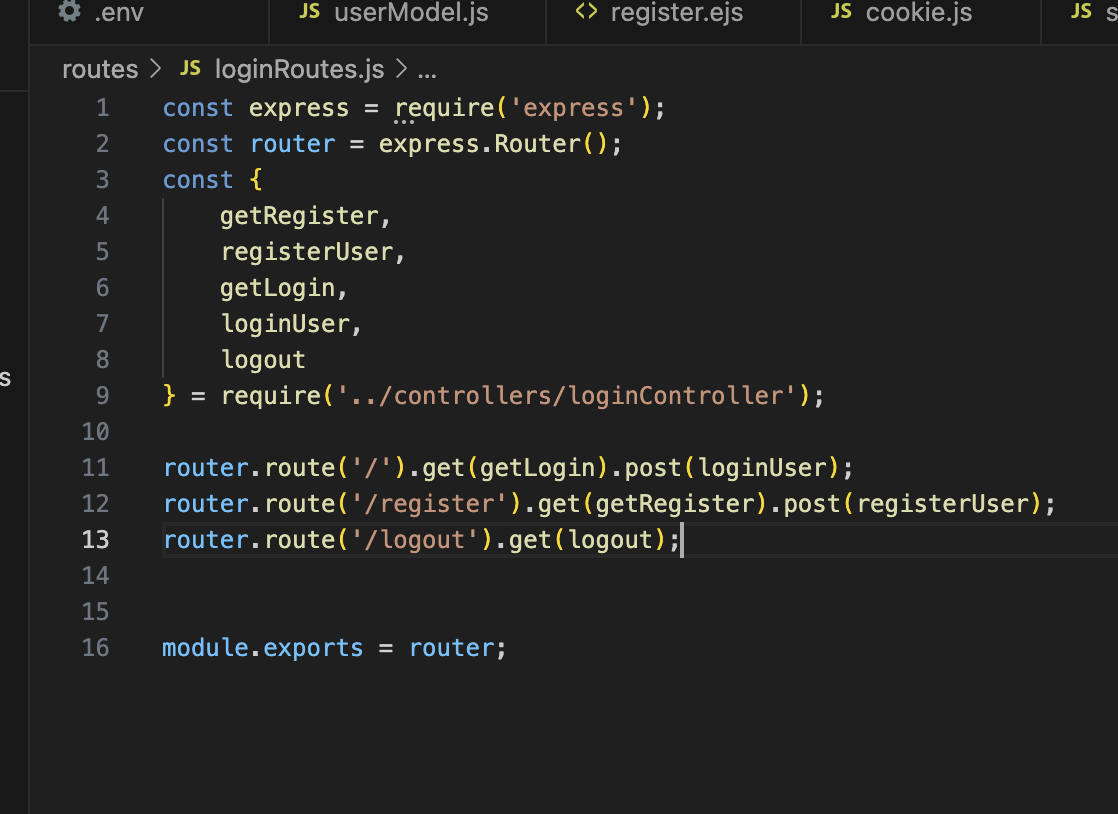 .env JS userModel.js <> register.ejs JS cookie.js JS s
routes > JS loginRoutes.js > ...
1 const express = require('express');
2 const router = express.Router();
3 const {
4 getRegister,
5 registerUser,
6 getLogin,
7 loginUser,
8 logout
s
9 } = require('../controllers/loginController');
10
11 router.route('/').get(getLogin).post(loginUser);
12 router.route('/register').get(getRegister).post(registerUser);
13 router.route('/logout').get(logout);
14
15
16 module.exports = router;